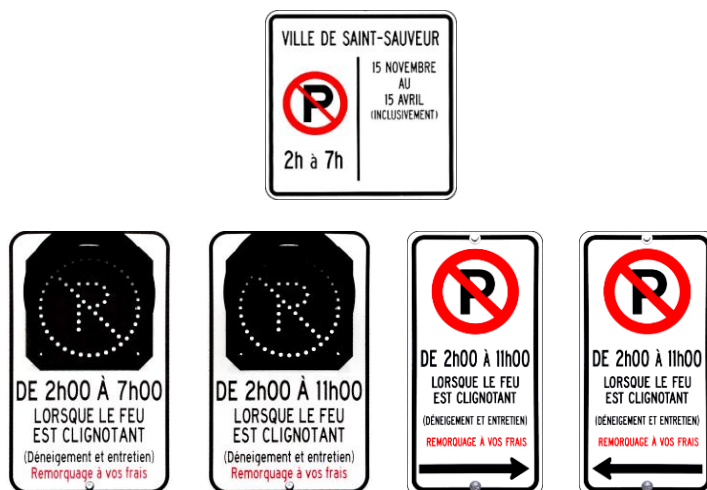 VILLE DE SAINT-SAUVEUR
P
2h à 7h
15 NOVEMBRE
AU
15 AVRIL
(INCLUSIVEMENT)
P
DE 2h00 À 7h00
LORSQUE LE FEU
EST CLIGNOTANT
(Déneigement et entretien)
Remorquage à vos frais
P
DE 2h00 À 11h00
LORSQUE LE FEU
EST CLIGNOTANT
(Déneigement et entretien)
Remorquage à vos frais
P
DE 2h00 À 11h00
LORSQUE LE FEU
EST CLIGNOTANT
(DÉNEIGEMENT ET ENTRETIEN)
REMORQUAGE À VOS FRAIS
P
DE 2h00 À 11h00
LORSQUE LE FEU
EST CLIGNOTANT
(DÉNEIGEMENT ET ENTRETIEN)
REMORQUAGE À VOS FRAIS